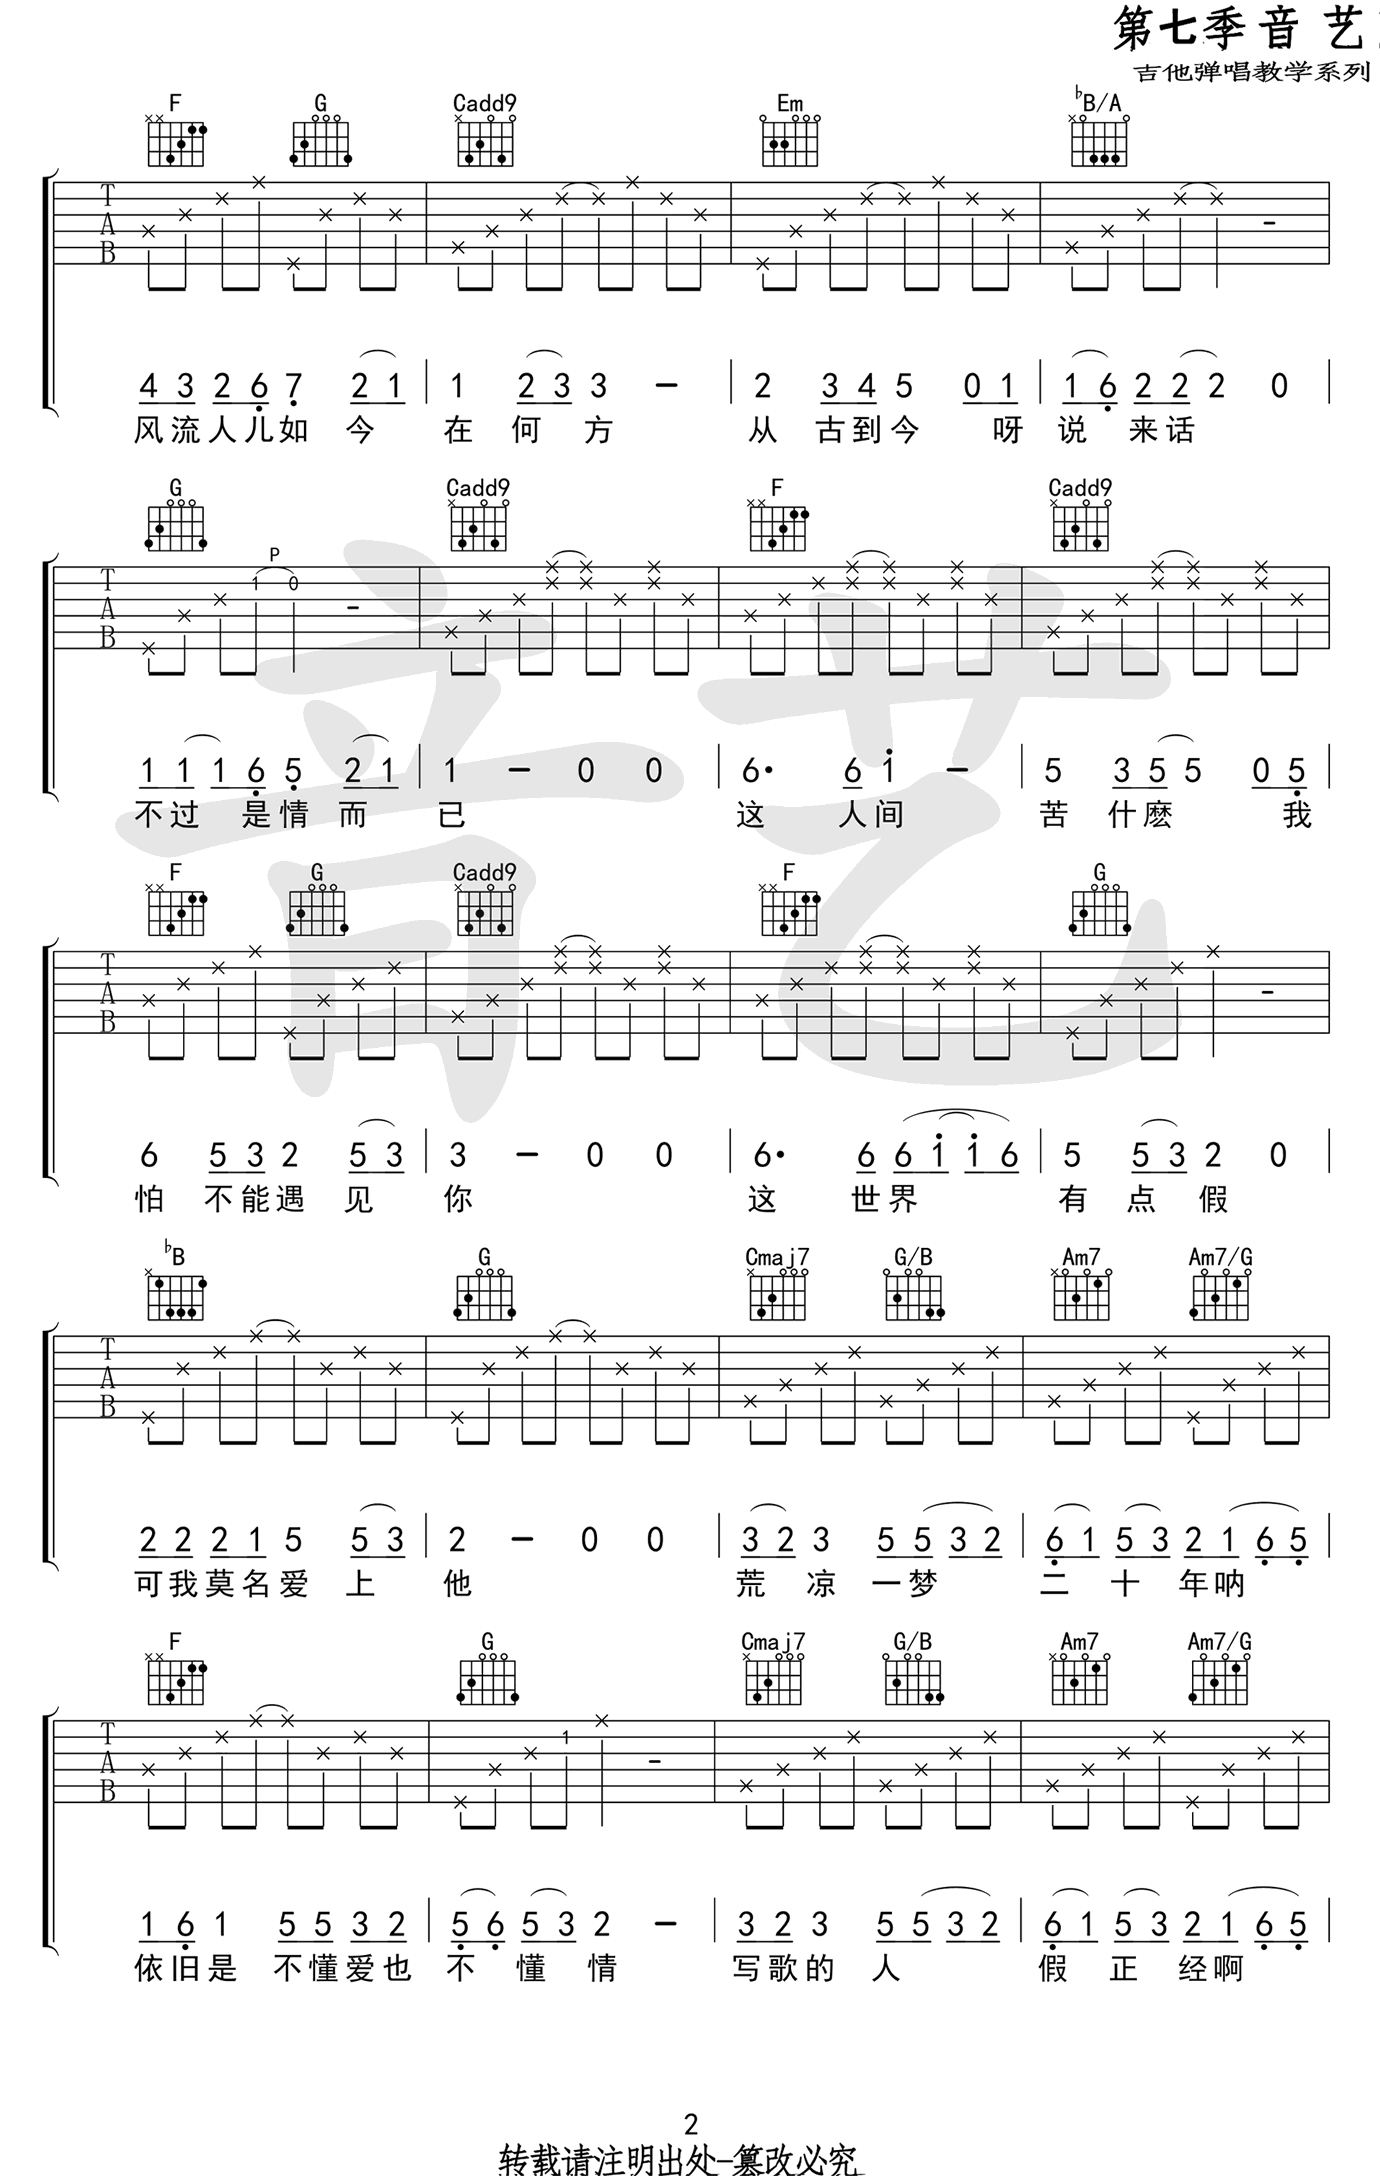 第七季音 艺
吉他弹唱教学系列
F G Cadd9 Em ♭B/A
T
A
B
4 3 2 6̣ 7̣ 2 1 | 1 2 3 3 － | 2 3 4 5 0 1 | 1 6̣ 2 2 2 0 |
风流人儿如 今 在 何 方 从 古到今 呀 说 来话
G Cadd9 F Cadd9
P
T 1 0
A
B
1 1 1 6̣ 5̣ 2 1 | 1 － 0 0 | 6· 6 1̇ － | 5 3 5 5 0 5̣ |
不过 是情 而 已 这 人间 苦 什麽 我
F G Cadd9 F G
T
A
B
6 5 3 2 5 3 | 3 － 0 0 | 6· 6 6 1̇ 1̇ 6 | 5 5 3 2 0 |
怕 不能遇 见 你 这 世界 有 点 假
♭B G Cmaj7 G/B Am7 Am7/G
T
A
B
2 2 2 1 5 5 3 | 2 － 0 0 | 3 2 3 5 5 3 2 | 6̣ 1 5 3 2 1 6̣ 5̣ |
可我莫名爱 上 他 荒 凉 一梦 二 十 年呐
F G Cmaj7 G/B Am7 Am7/G
T 1
A
B
1 6̣ 1 5 5 3 2 | 5̣ 6̣ 5 3 2 － | 3 2 3 5 5 3 2 | 6̣ 1 5 3 2 1 6̣ 5̣ |
依旧是 不懂爱也 不 懂 情 写歌的 人 假 正 经啊
音艺
2
转载请注明出处-篡改必究